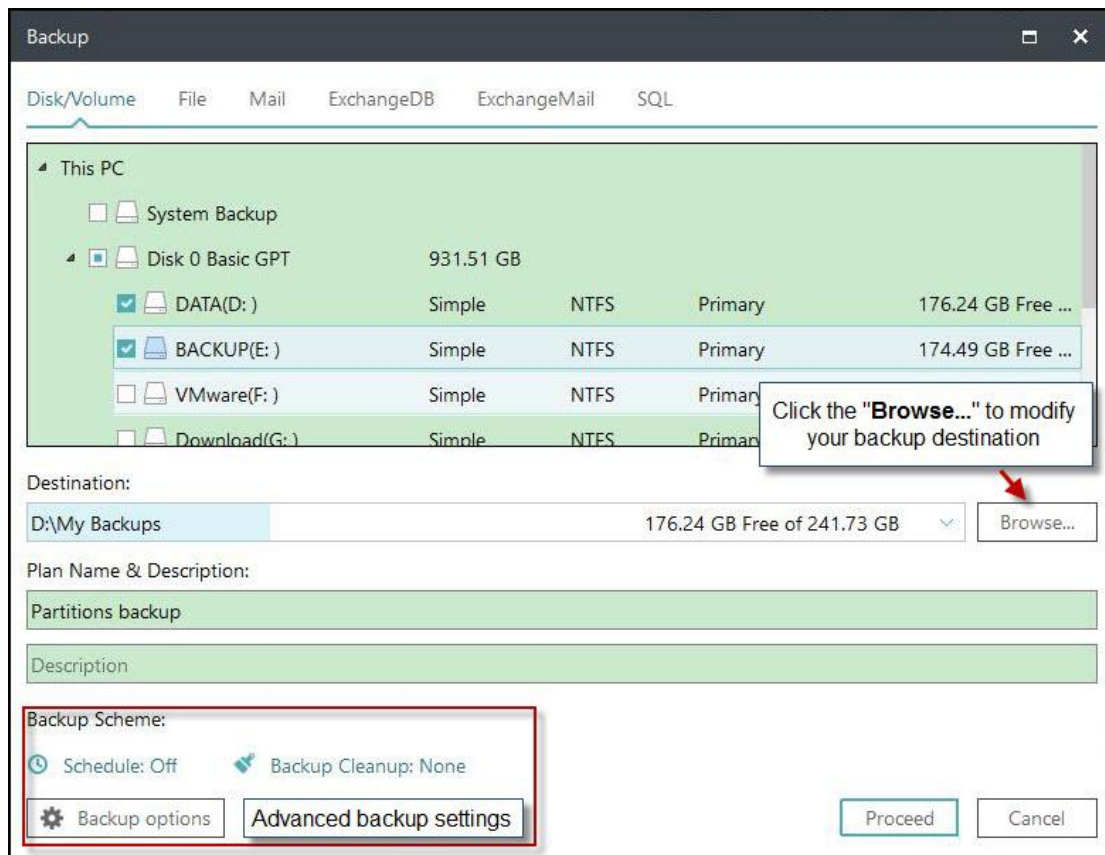 Backup
Disk/Volume File Mail ExchangeDB ExchangeMail SQL
This PC
System Backup
Disk 0 Basic GPT 931.51 GB
DATA(D: ) Simple NTFS Primary 176.24 GB Free ...
BACKUP(E: ) Simple NTFS Primary 174.49 GB Free ...
VMware(F: ) Simple NTFS
Download(G: ) Simple NTFS
Click the "Browse..." to modify
your backup destination
Destination:
D:\My Backups 176.24 GB Free of 241.73 GB Browse...
Plan Name & Description:
Partitions backup
Description
Backup Scheme:
Schedule: Off Backup Cleanup: None
Backup options Advanced backup settings Proceed Cancel